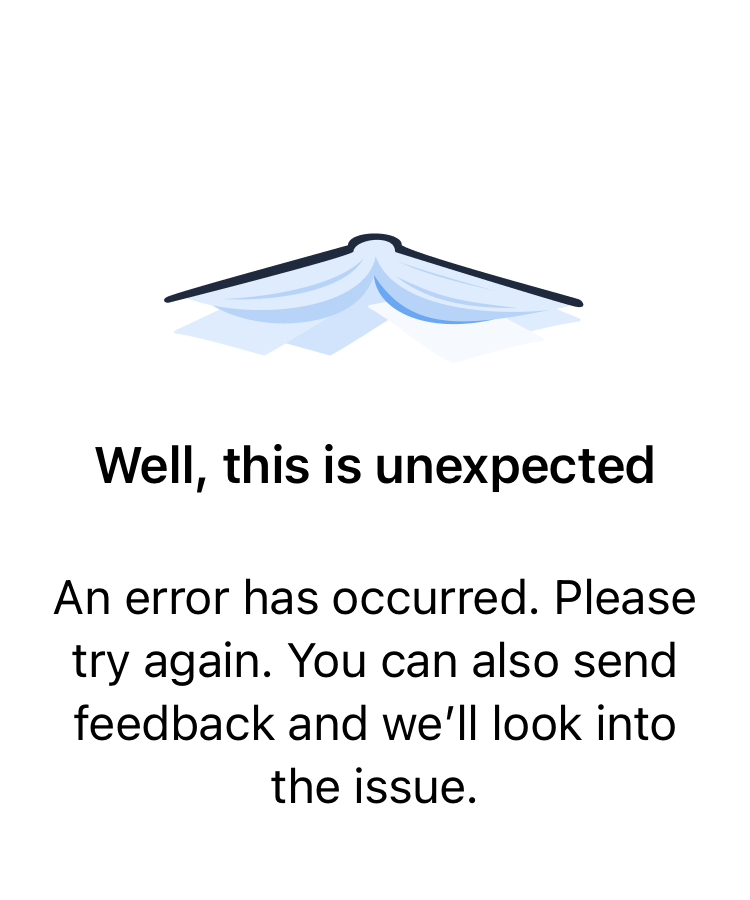 Well, this is unexpected
An error has occurred. Please
try again. You can also send
feedback and we’ll look into
the issue.